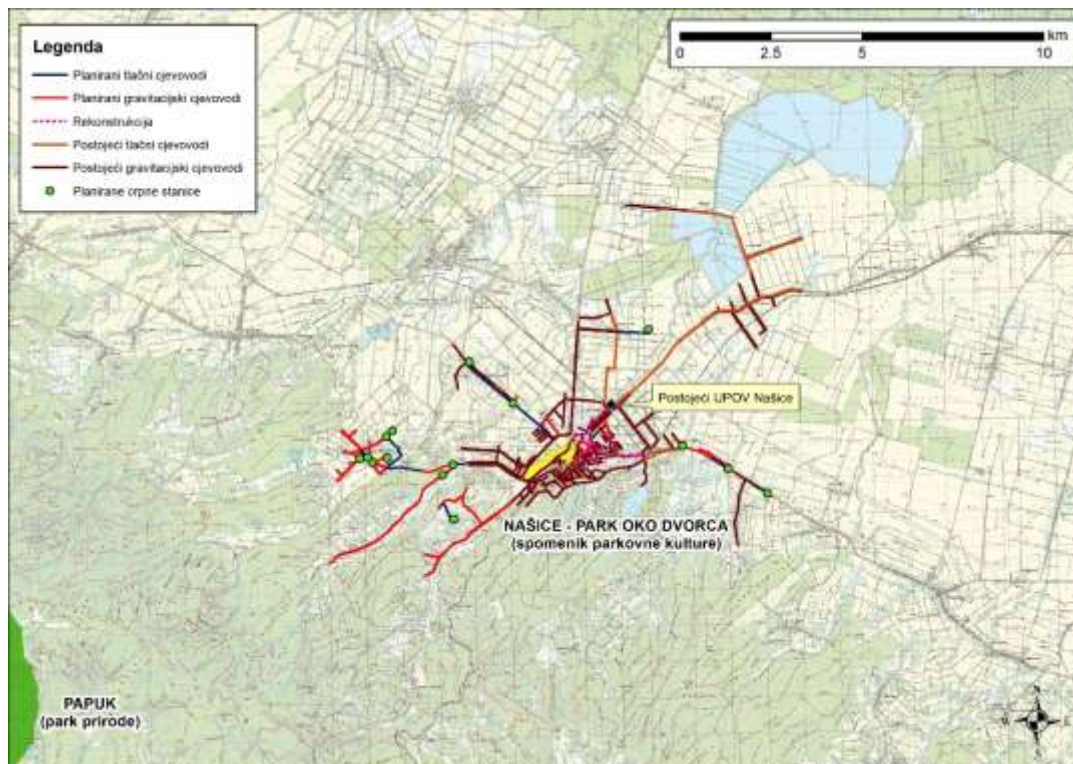 Legenda
Planirani tlačni cjevovodi
Planirani gravitacijski cjevovodi
Rekonstrukcija
Postojeći tlačni cjevovodi
Postojeći gravitacijski cjevovodi
Planirane crpne stanice
km
0 2.5 5 10
Postojeći UPOV Našice
NAŠICE - PARK OKO DVORCA
(spomenik parkovne kulture)
PAPUK
(park prirode)
N